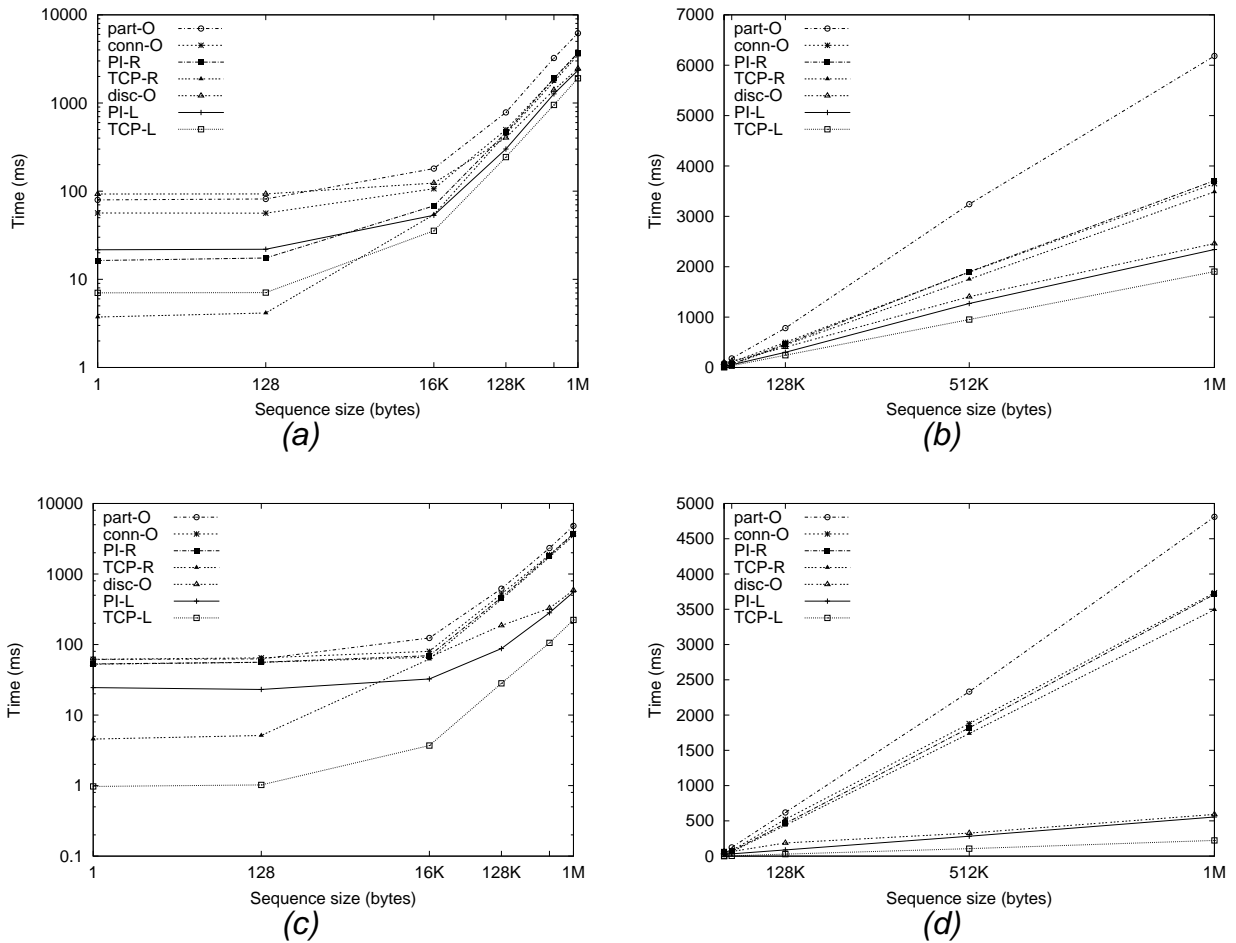 10000
1000
100
10
1
Time (ms)
part-O
conn-O
PI-R
TCP-R
disc-O
PI-L
TCP-L
1
128
16K
128K
1M
Sequence size (bytes)
(a)
7000
6000
5000
4000
3000
2000
1000
0
Time (ms)
part-O
conn-O
PI-R
TCP-R
disc-O
PI-L
TCP-L
128K
512K
1M
Sequence size (bytes)
(b)
10000
1000
100
10
1
0.1
Time (ms)
part-O
conn-O
PI-R
TCP-R
disc-O
PI-L
TCP-L
1
128
16K
128K
1M
Sequence size (bytes)
(c)
5000
4500
4000
3500
3000
2500
2000
1500
1000
500
0
Time (ms)
part-O
conn-O
PI-R
TCP-R
disc-O
PI-L
TCP-L
128K
512K
1M
Sequence size (bytes)
(d)